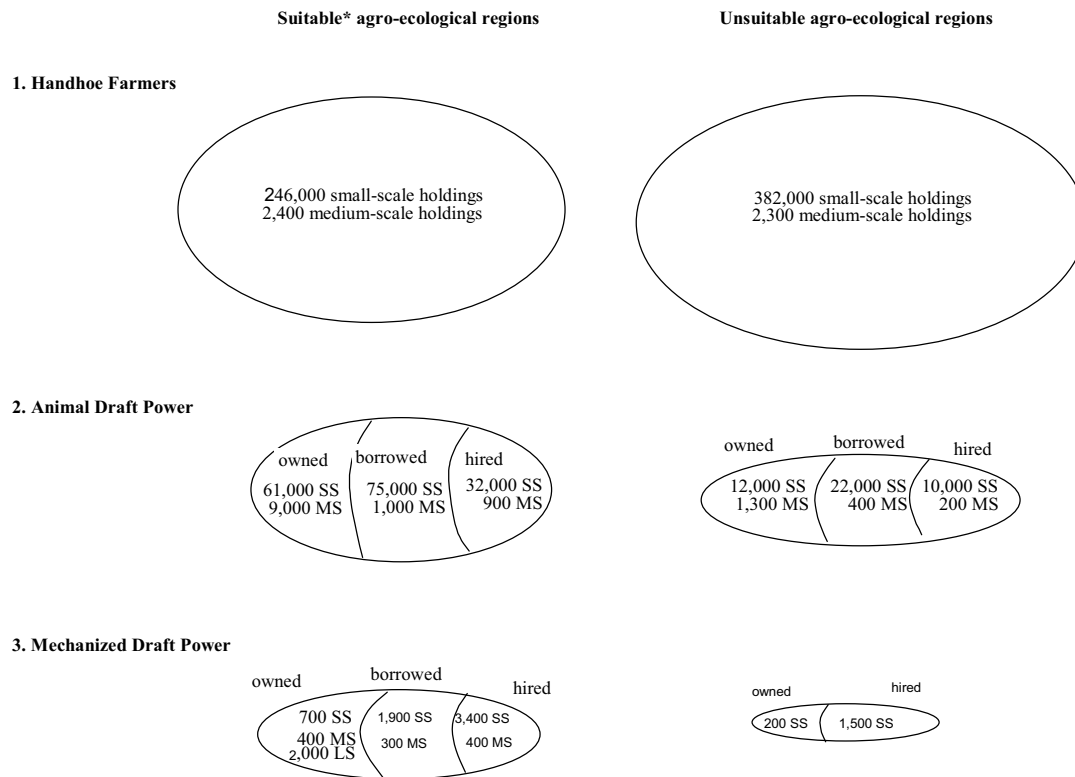 Suitable* agro-ecological regions
Unsuitable agro-ecological regions
1. Handhoe Farmers
246,000 small-scale holdings
2,400 medium-scale holdings
382,000 small-scale holdings
2,300 medium-scale holdings
2. Animal Draft Power
owned
borrowed
hired
61,000 SS
9,000 MS
75,000 SS
1,000 MS
32,000 SS
900 MS
owned
borrowed
hired
12,000 SS
1,300 MS
22,000 SS
400 MS
10,000 SS
200 MS
3. Mechanized Draft Power
owned
borrowed
hired
700 SS
400 MS
2,000 LS
1,900 SS
300 MS
3,400 SS
400 MS
owned
hired
200 SS
1,500 SS